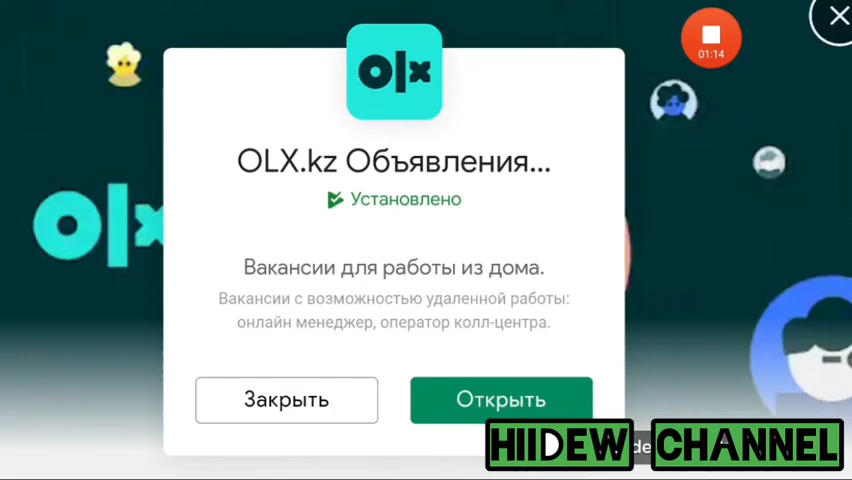 01:14
olx
OLX.kz Объявления...
Установлено
olx
Вакансии для работы из дома.
Вакансии с возможностью удаленной работы:
онлайн менеджер, оператор колл-центра.
Закрыть
Открыть
HIIDEW CHANNEL